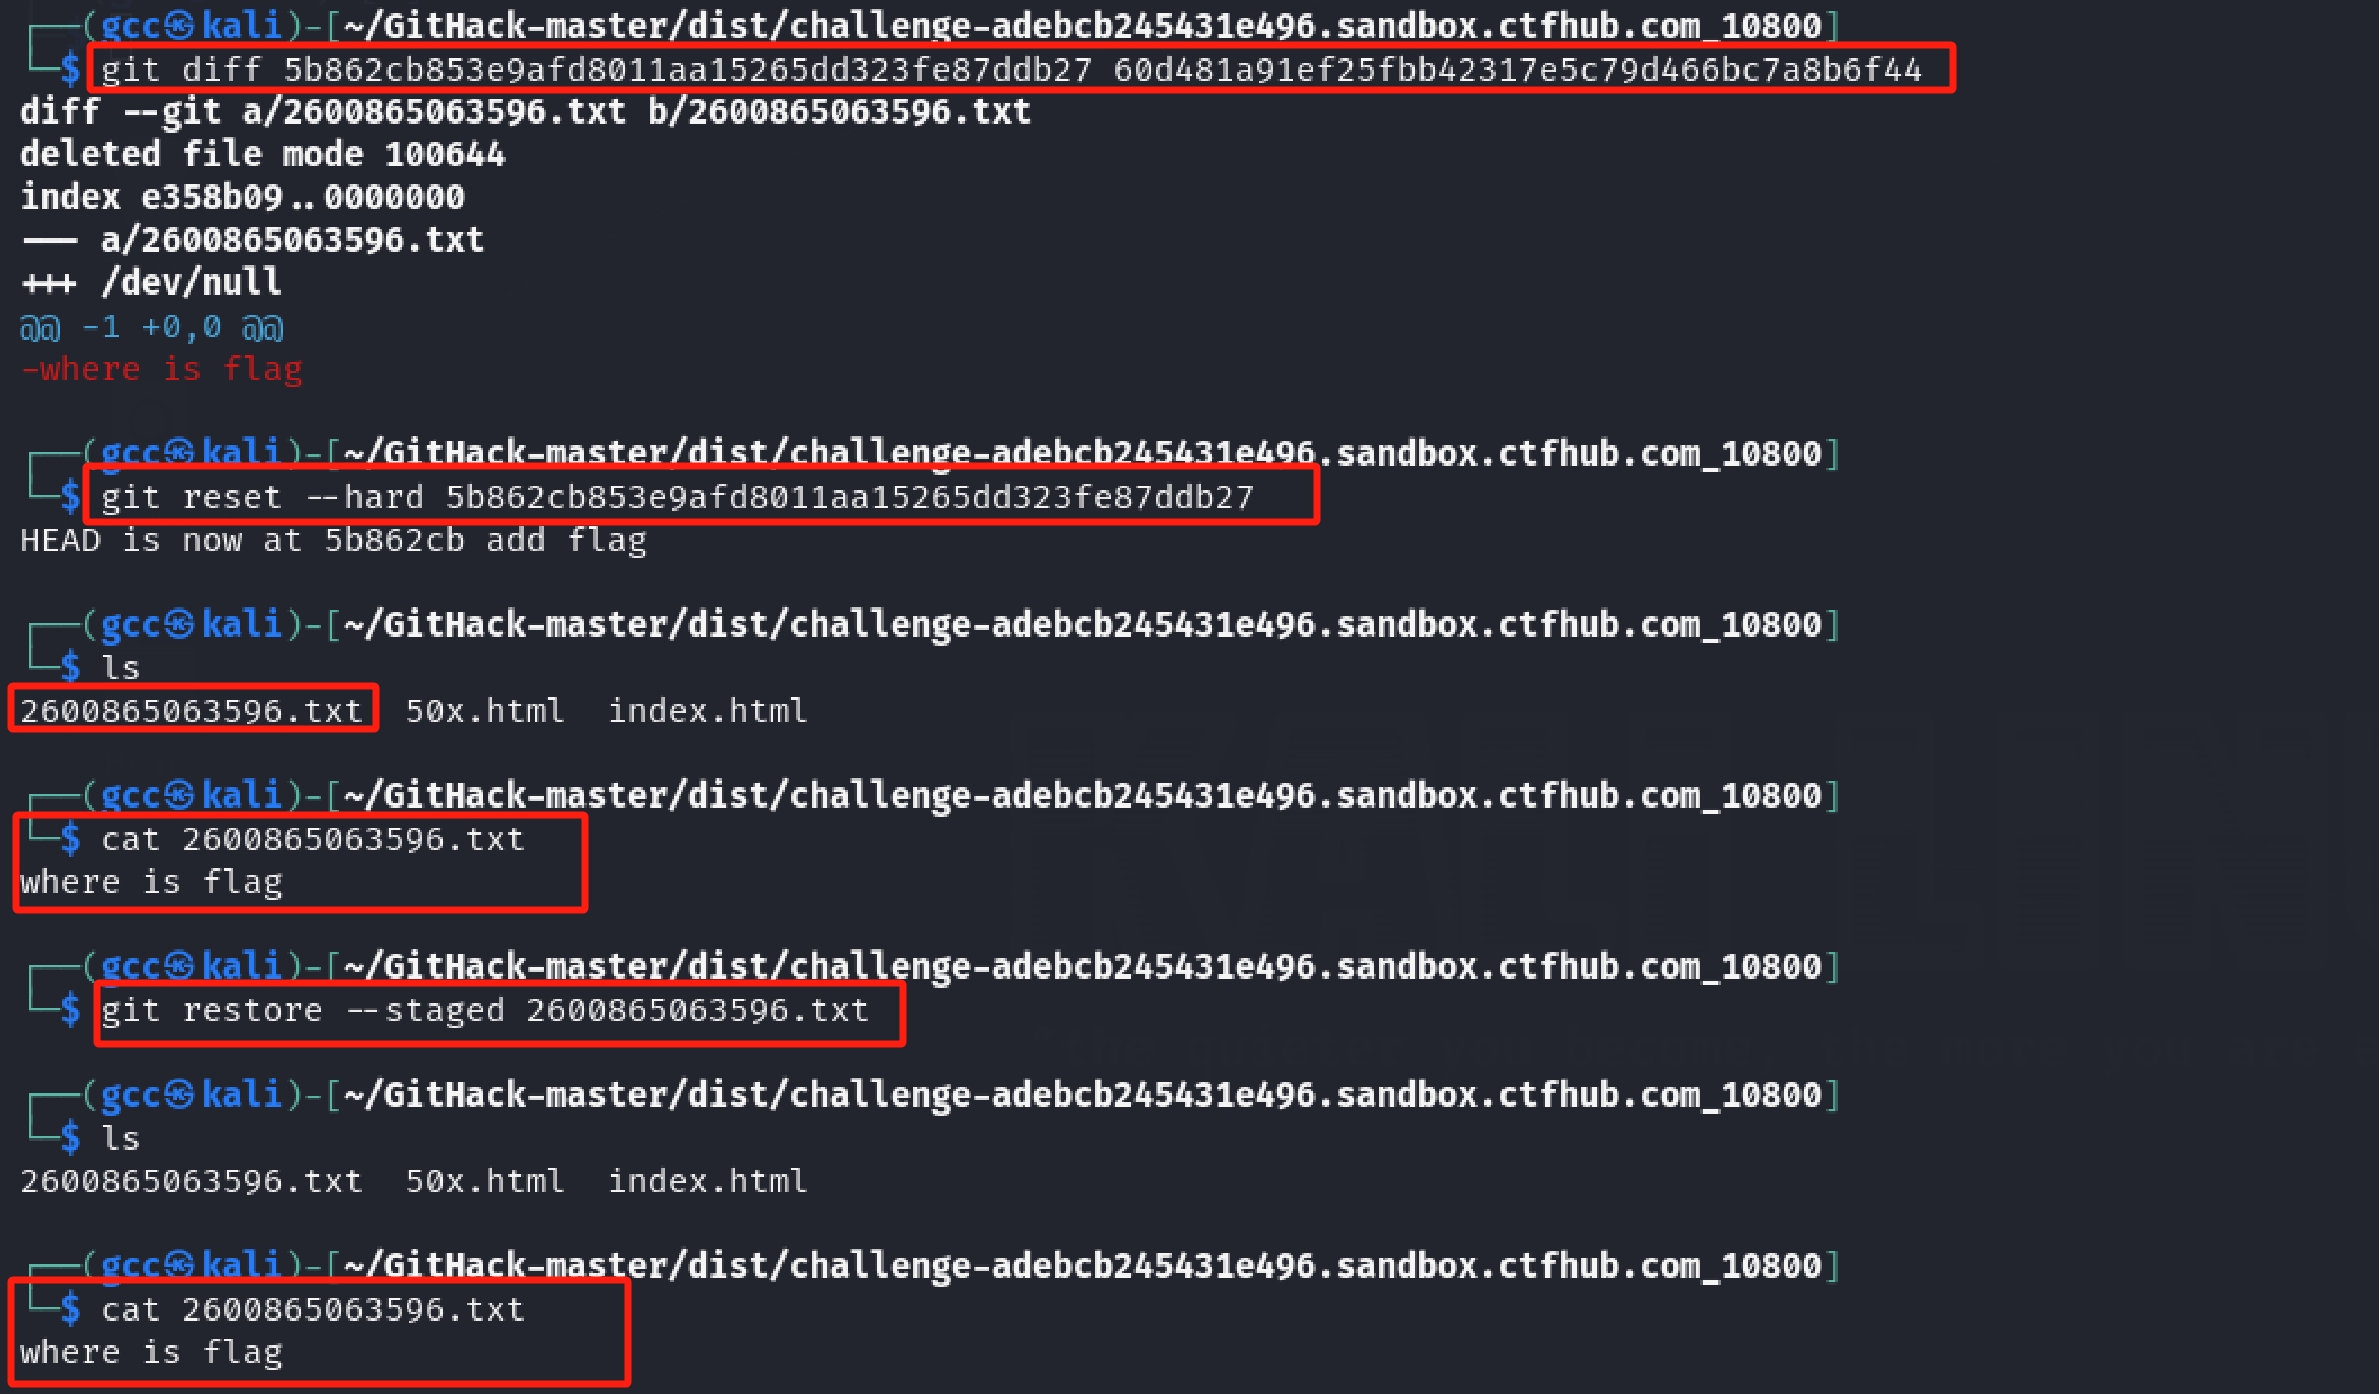 ┌──(gcc㉿kali)-[~/GitHack-master/dist/challenge-adebcb245431e496.sandbox.ctfhub.com_10800]
└─$ git diff 5b862cb853e9afd8011aa15265dd323fe87ddb27 60d481a91ef25fbb42317e5c79d466bc7a8b6f44
diff --git a/2600865063596.txt b/2600865063596.txt
deleted file mode 100644
index e358b09..0000000
--- a/2600865063596.txt
+++ /dev/null
@@ -1 +0,0 @@
-where is flag
┌──(gcc㉿kali)-[~/GitHack-master/dist/challenge-adebcb245431e496.sandbox.ctfhub.com_10800]
└─$ git reset --hard 5b862cb853e9afd8011aa15265dd323fe87ddb27
HEAD is now at 5b862cb add flag
┌──(gcc㉿kali)-[~/GitHack-master/dist/challenge-adebcb245431e496.sandbox.ctfhub.com_10800]
└─$ ls
2600865063596.txt  50x.html  index.html
┌──(gcc㉿kali)-[~/GitHack-master/dist/challenge-adebcb245431e496.sandbox.ctfhub.com_10800]
└─$ cat 2600865063596.txt
where is flag
┌──(gcc㉿kali)-[~/GitHack-master/dist/challenge-adebcb245431e496.sandbox.ctfhub.com_10800]
└─$ git restore --staged 2600865063596.txt
┌──(gcc㉿kali)-[~/GitHack-master/dist/challenge-adebcb245431e496.sandbox.ctfhub.com_10800]
└─$ ls
2600865063596.txt  50x.html  index.html
┌──(gcc㉿kali)-[~/GitHack-master/dist/challenge-adebcb245431e496.sandbox.ctfhub.com_10800]
└─$ cat 2600865063596.txt
where is flag